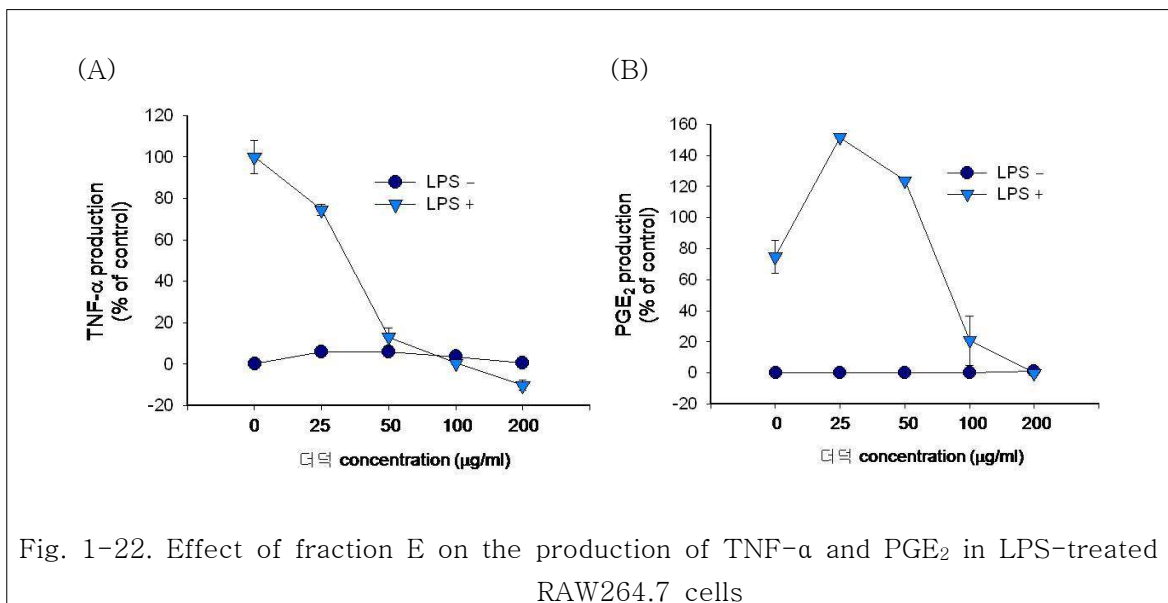 (A)
120
100
80
60
40
20
0
-20
TNF-α production
(% of control)
LPS –
LPS +
0 25 50 100 200
더덕 concentration (μg/ml)
(B)
160
140
120
100
80
60
40
20
0
-20
PGE₂ production
(% of control)
LPS –
LPS +
0 25 50 100 200
더덕 concentration (μg/ml)
Fig. 1-22. Effect of fraction E on the production of TNF-α and PGE₂ in LPS-treated
RAW264.7 cells